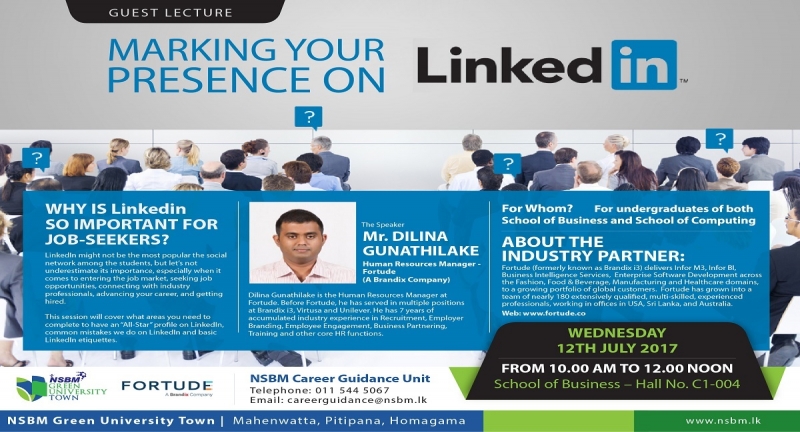 GUEST LECTURE
MARKING YOUR
PRESENCE ON
Linked in ™
?
?
?
?
WHY IS Linkedin
SO IMPORTANT FOR
JOB-SEEKERS?
LinkedIn might not be the most popular the social
network among the students, but let's not
underestimate its importance, especially when it
comes to entering the job market, seeking job
opportunities, connecting with industry
professionals, advancing your career, and getting
hired.
This session will cover what areas you need to
complete to have an "All-Star" profile on LinkedIn,
common mistakes we do on LinkedIn and basic
LinkedIn etiquettes.
The Speaker
Mr. DILINA
GUNATHILAKE
Human Resources Manager -
Fortude
(A Brandix Company)
Dilina Gunathilake is the Human Resources Manager at
Fortude. Before Fortude, he has served in multiple positions
at Brandix i3, Virtusa and Unilever. He has 7 years of
accumulated industry experience in Recruitment, Employer
Branding, Employee Engagement, Business Partnering,
Training and other core HR functions.
For Whom? For undergraduates of both
School of Business and School of Computing
ABOUT THE
INDUSTRY PARTNER:
Fortude (formerly known as Brandix i3) delivers Infor M3, Infor BI,
Business Intelligence Services, Enterprise Software Development across
the Fashion, Food & Beverage, Manufacturing and Healthcare domains,
to a growing portfolio of global customers. Fortude has grown into a
team of nearly 180 extensively qualified, multi-skilled, experienced
professionals, working in offices in USA, Sri Lanka, and Australia.
Web: www.fortude.co
WEDNESDAY
12TH JULY 2017
FROM 10.00 AM TO 12.00 NOON
School of Business – Hall No. C1-004
NSBM
GREEN
UNIVERSITY
TOWN
FORTUDE
A Brandix Company
NSBM Career Guidance Unit
Telephone: 011 544 5067
Email: careerguidance@nsbm.lk
NSBM Green University Town | Mahenwatta, Pitipana, Homagama
www.nsbm.lk